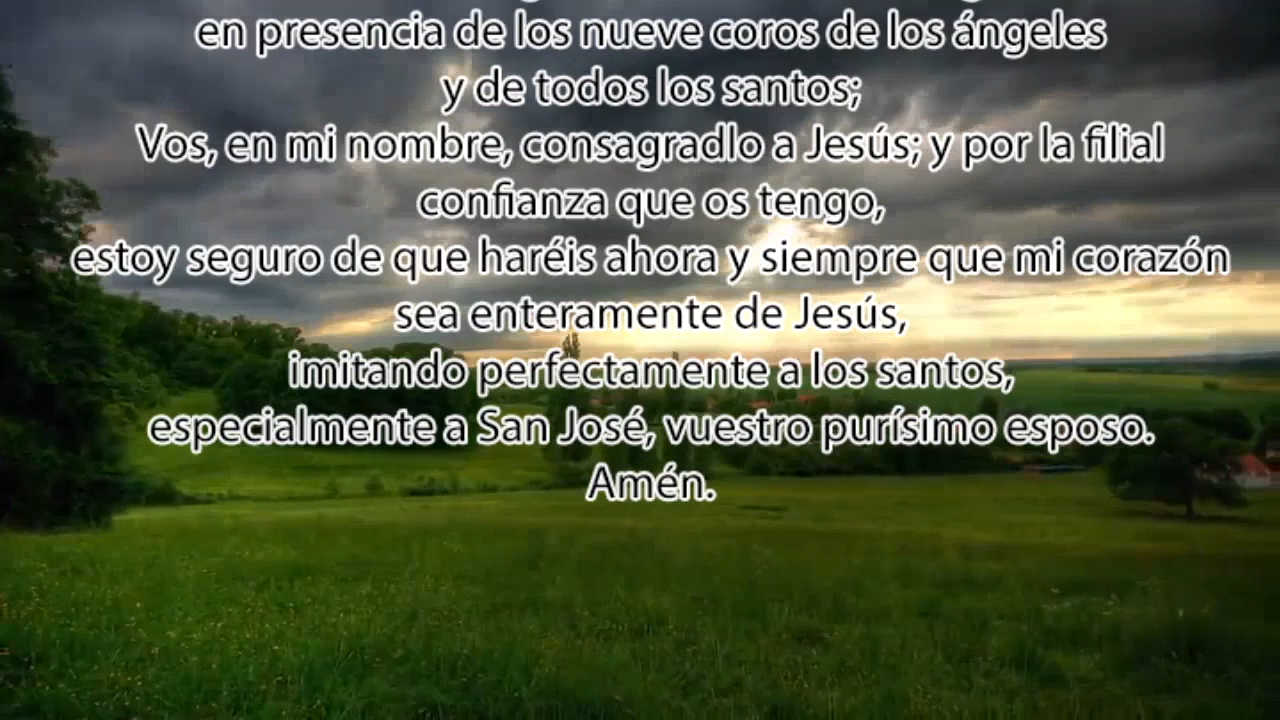 en presencia de los nueve coros de los ángeles
y de todos los santos;
Vos, en mi nombre, consagradlo a Jesús; y por la filial
confianza que os tengo,
estoy seguro de que haréis ahora y siempre que mi corazón
sea enteramente de Jesús,
imitando perfectamente a los santos,
especialmente a San José, vuestro purísimo esposo.
Amén.